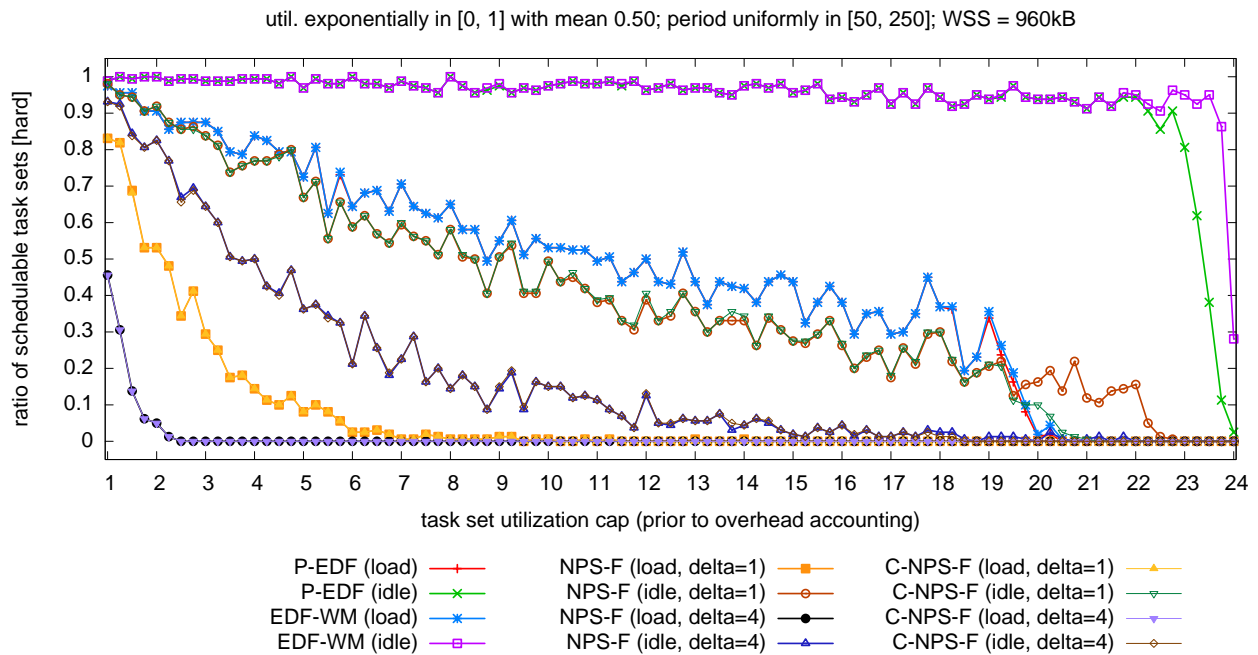 util. exponentially in [0, 1] with mean 0.50; period uniformly in [50, 250]; WSS = 960kB
ratio of schedulable task sets [hard]
1
0.9
0.8
0.7
0.6
0.5
0.4
0.3
0.2
0.1
0
1 2 3 4 5 6 7 8 9 10 11 12 13 14 15 16 17 18 19 20 21 22 23 24
task set utilization cap (prior to overhead accounting)
P-EDF (load) NPS-F (load, delta=1) C-NPS-F (load, delta=1)
P-EDF (idle) NPS-F (idle, delta=1) C-NPS-F (idle, delta=1)
EDF-WM (load) NPS-F (load, delta=4) C-NPS-F (load, delta=4)
EDF-WM (idle) NPS-F (idle, delta=4) C-NPS-F (idle, delta=4)